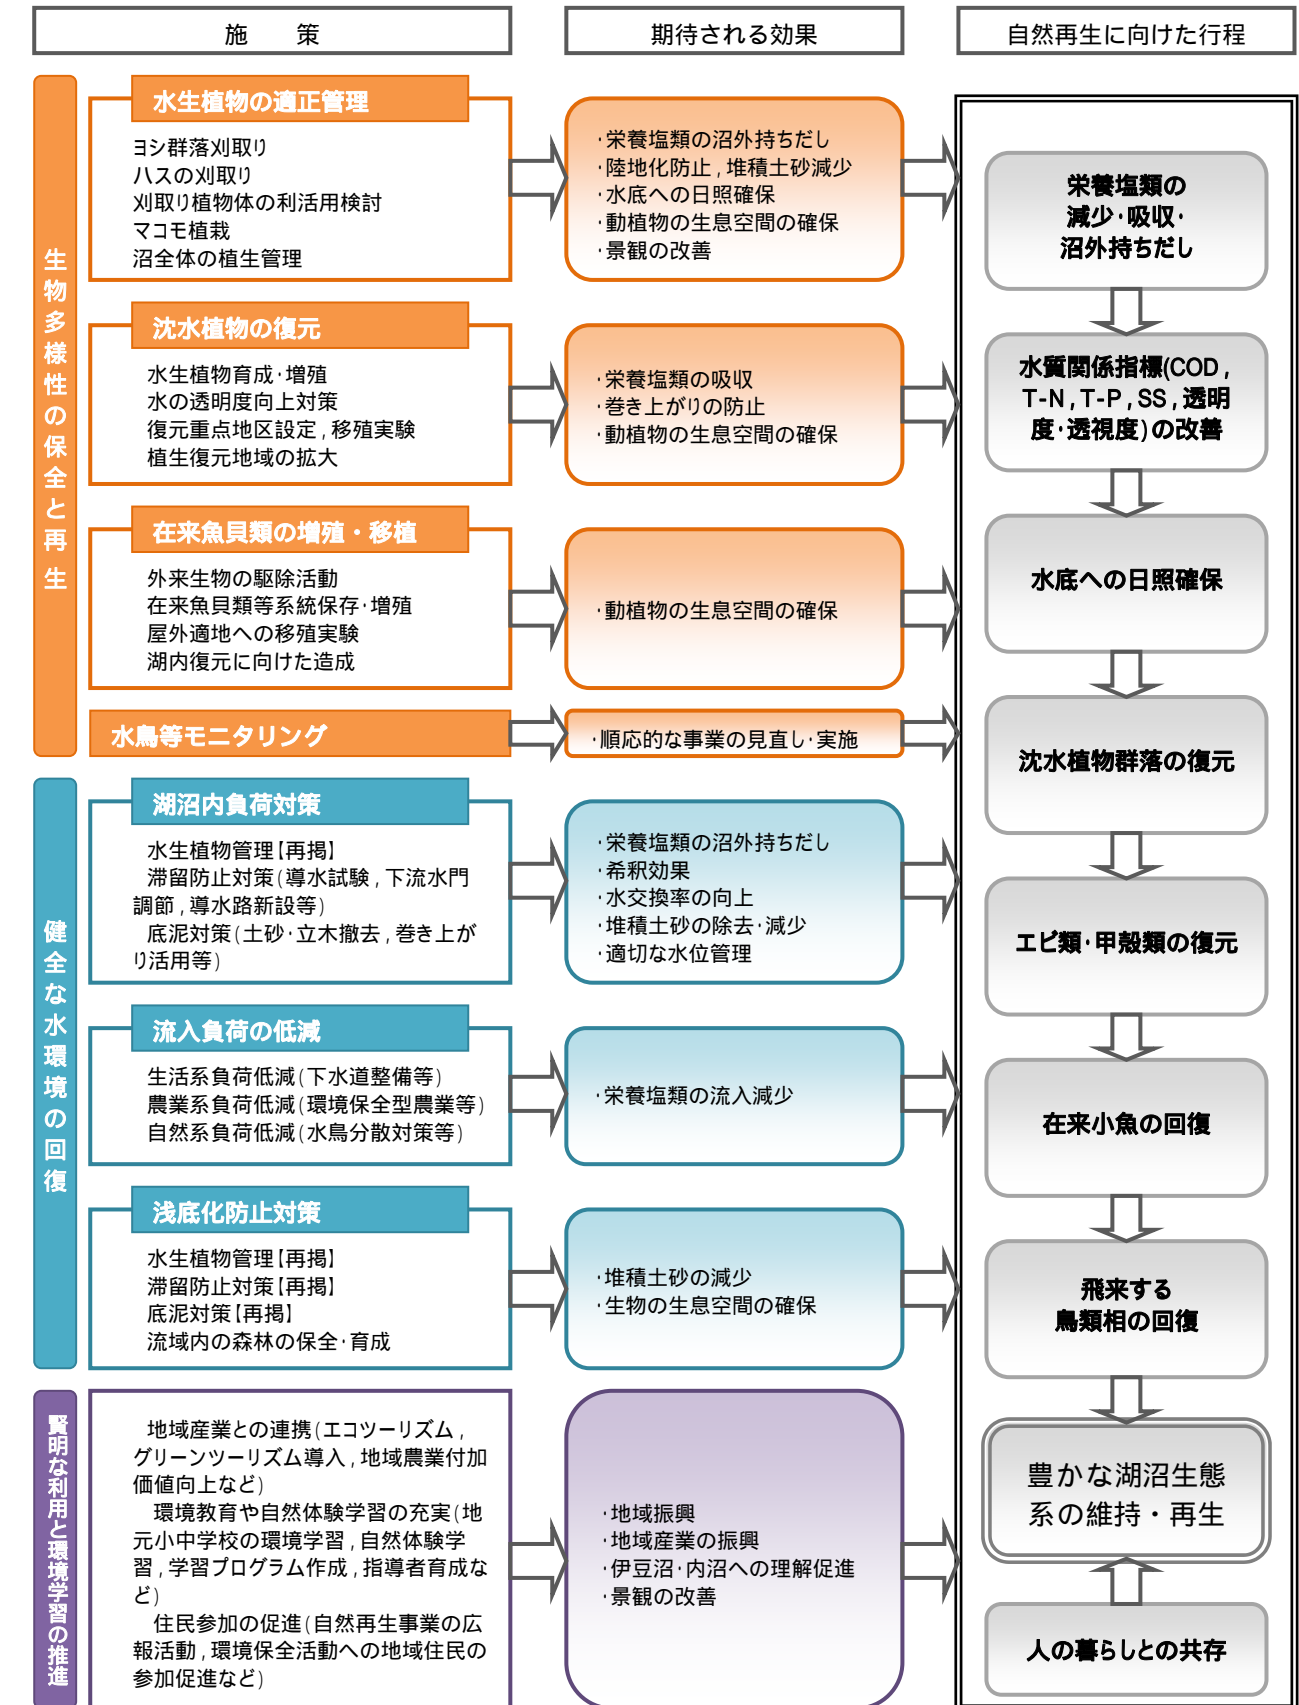 施　　策
期待される効果
自然再生に向けた行程
生物多様性の保全と再生
水生植物の適正管理
ヨシ群落刈取り
ハスの刈取り
刈取り植物体の利活用検討
マコモ植栽
沼全体の植生管理
・栄養塩類の沼外持ちだし
・陸地化防止,堆積土砂減少
・水底への日照確保
・動植物の生息空間の確保
・景観の改善
沈水植物の復元
水生植物育成・増殖
水の透明度向上対策
復元重点地区設定,移殖実験
植生復元地域の拡大
・栄養塩類の吸収
・巻き上がりの防止
・動植物の生息空間の確保
在来魚貝類の増殖・移植
外来生物の駆除活動
在来魚貝類等系統保存・増殖
屋外適地への移殖実験
湖内復元に向けた造成
・動植物の生息空間の確保
水鳥等モニタリング
・順応的な事業の見直し・実施
健全な水環境の回復
湖沼内負荷対策
水生植物管理【再掲】
滞留防止対策(導水試験,下流水門
調節,導水路新設等)
底泥対策(土砂・立木撤去,巻き上が
り活用等)
・栄養塩類の沼外持ちだし
・希釈効果
・水交換率の向上
・堆積土砂の除去・減少
・適切な水位管理
流入負荷の低減
生活系負荷低減(下水道整備等)
農業系負荷低減(環境保全型農業等)
自然系負荷低減(水鳥分散対策等)
・栄養塩類の流入減少
浅底化防止対策
水生植物管理【再掲】
滞留防止対策【再掲】
底泥対策【再掲】
流域内の森林の保全・育成
・堆積土砂の減少
・生物の生息空間の確保
賢明な利用と環境学習の推進
地域産業との連携(エコツーリズム,
グリーンツーリズム導入,地域農業付加
価値向上など)
環境教育や自然体験学習の充実(地
元小中学校の環境学習,自然体験学
習,学習プログラム作成,指導者育成な
ど)
住民参加の促進(自然再生事業の広
報活動,環境保全活動への地域住民の
参加促進など)
・地域振興
・地域産業の振興
・伊豆沼・内沼への理解促進
・景観の改善
栄養塩類の
減少・吸収・
沼外持ちだし
水質関係指標(COD,
T-N,T-P,SS,透明
度・透視度)の改善
水底への日照確保
沈水植物群落の復元
エビ類・甲殻類の復元
在来小魚の回復
飛来する
鳥類相の回復
豊かな湖沼生態
系の維持・再生
人の暮らしとの共存